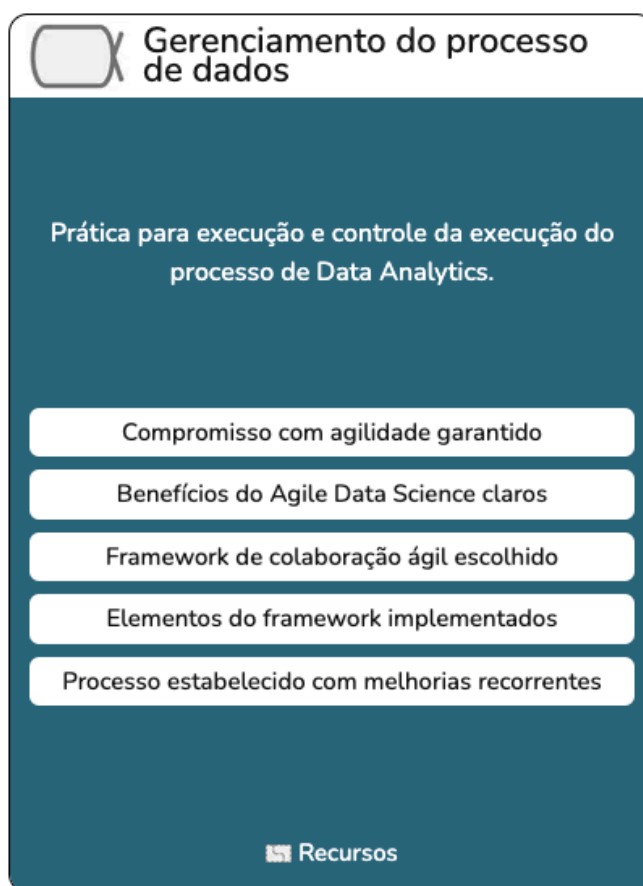 Gerenciamento do processo
de dados
Prática para execução e controle da execução do
processo de Data Analytics.
Compromisso com agilidade garantido
Benefícios do Agile Data Science claros
Framework de colaboração ágil escolhido
Elementos do framework implementados
Processo estabelecido com melhorias recorrentes
Recursos